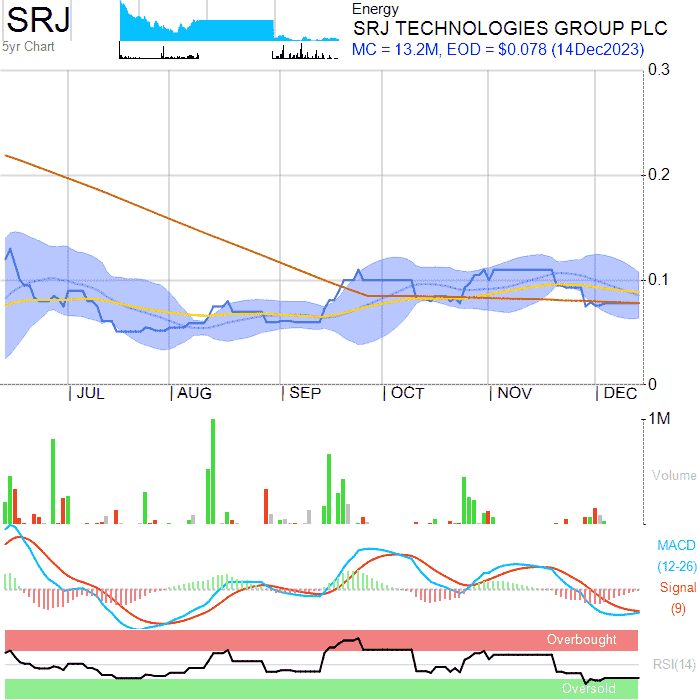 SRJ
5yr Chart
Energy
SRJ TECHNOLOGIES GROUP PLC
MC = 13.2M, EOD = $0.078 (14Dec2023)
0.3
0.2
0.1
0
JUL AUG SEP OCT NOV DEC
1M
Volume
MACD
(12-26)
Signal
(9)
Overbought
RSI(14)
Oversold